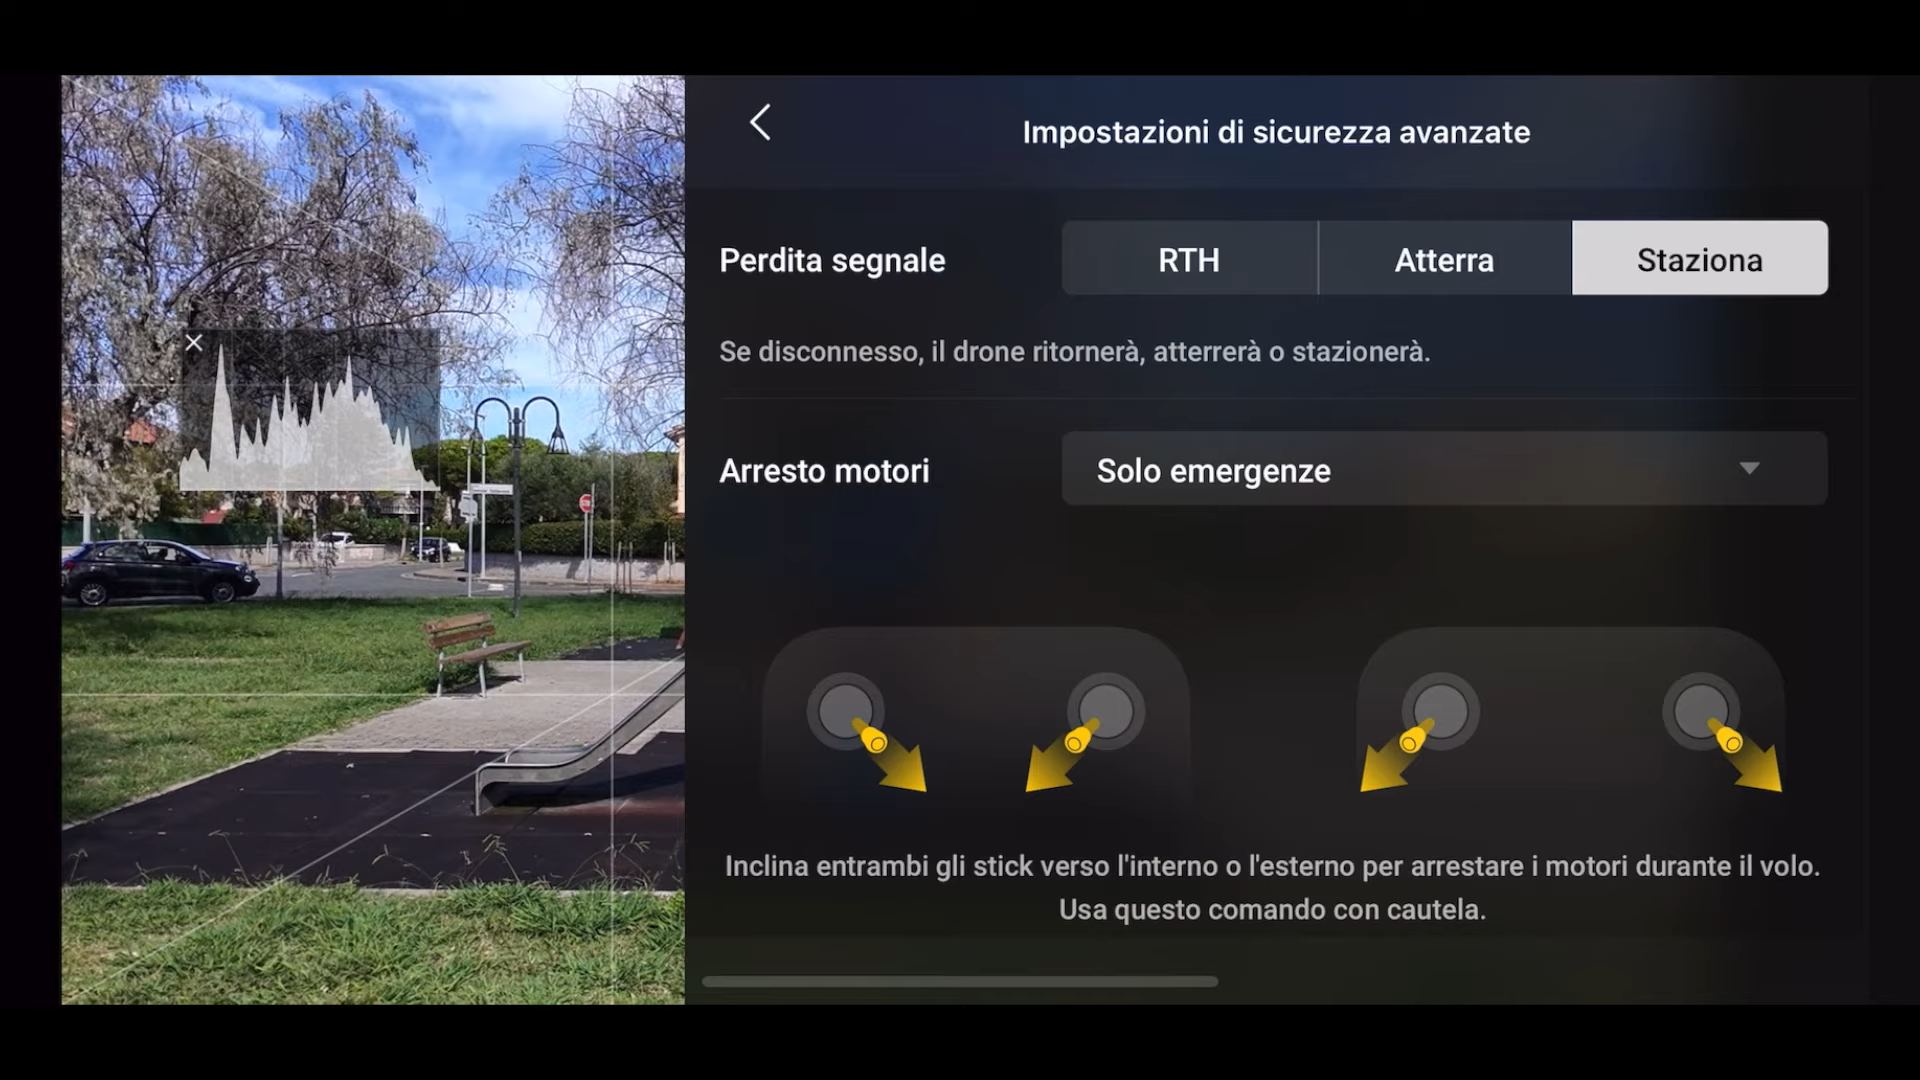 Impostazioni di sicurezza avanzate
Perdita segnale
RTH
Atterra
Staziona
Se disconnesso, il drone ritornerà, atterrerà o stazionerà.
Arresto motori
Solo emergenze
Inclina entrambi gli stick verso l'interno o l'esterno per arrestare i motori durante il volo.
Usa questo comando con cautela.